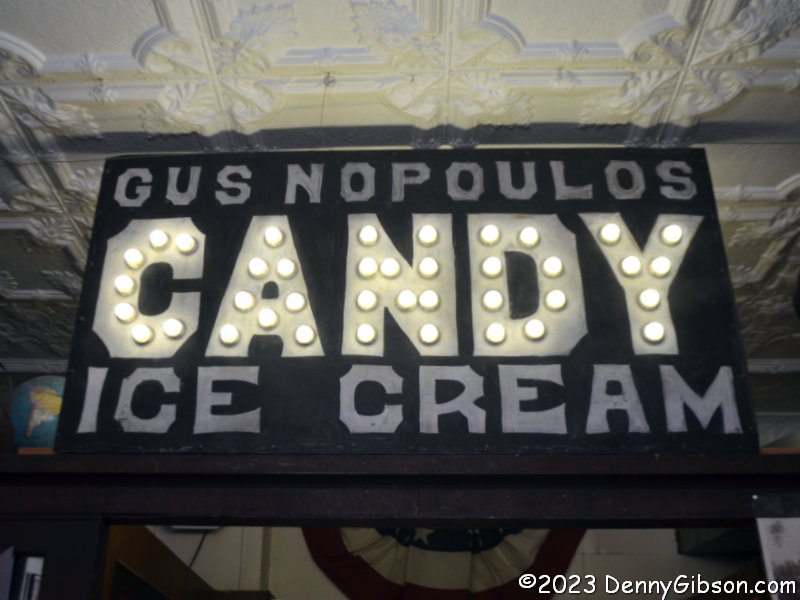 GUS NOPOULOS
CANDY
ICE CREAM
©2023 DennyGibson.com